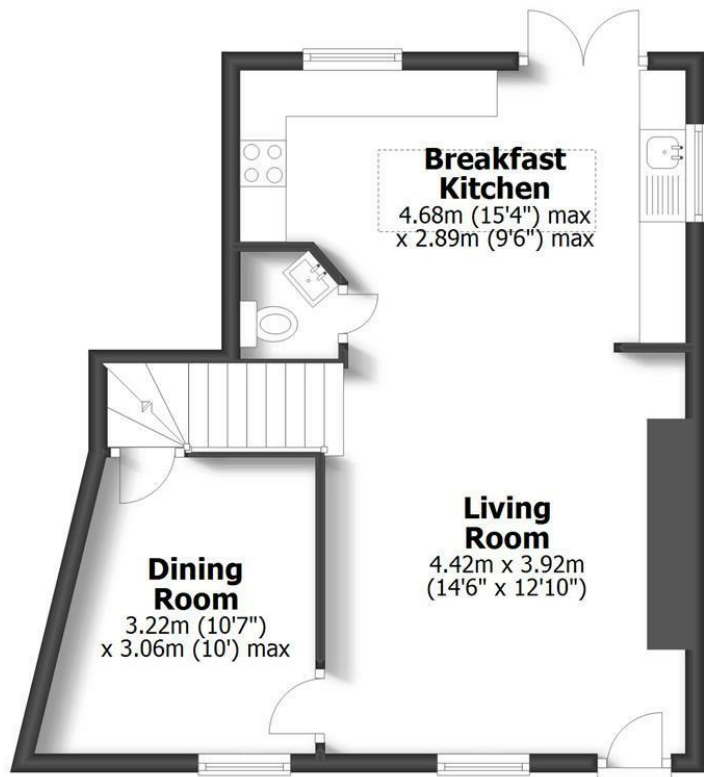 Breakfast
Kitchen
4.68m (15'4") max
x 2.89m (9'6") max
Living
Room
4.42m x 3.92m
(14'6" x 12'10")
Dining
Room
3.22m (10'7")
x 3.06m (10') max